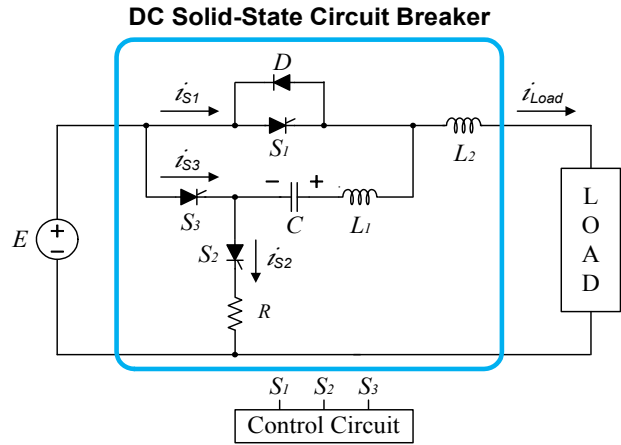 DC Solid-State Circuit Breaker
D
iS1
iLoad
S1
L2
iS3
− +
S3
C
L1
LOAD
E
+
−
S2
iS2
R
S1 S2 S3
Control Circuit